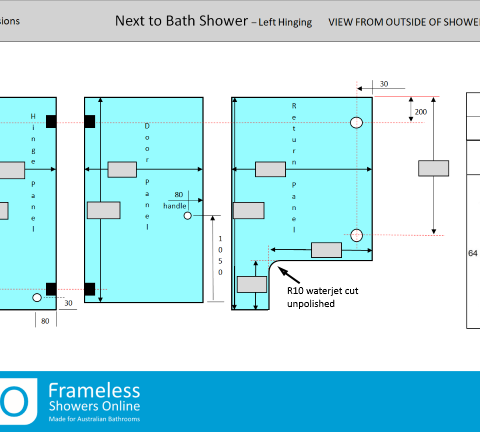 sions
Next to Bath Shower – Left Hinging
VIEW FROM OUTSIDE OF SHOWE
30
200
Hinge Panel
Door Panel
Return Panel
80
handle
1050
64
30
80
R10 waterjet cut
unpolished
O
Frameless
Showers Online
Made for Australian Bathrooms